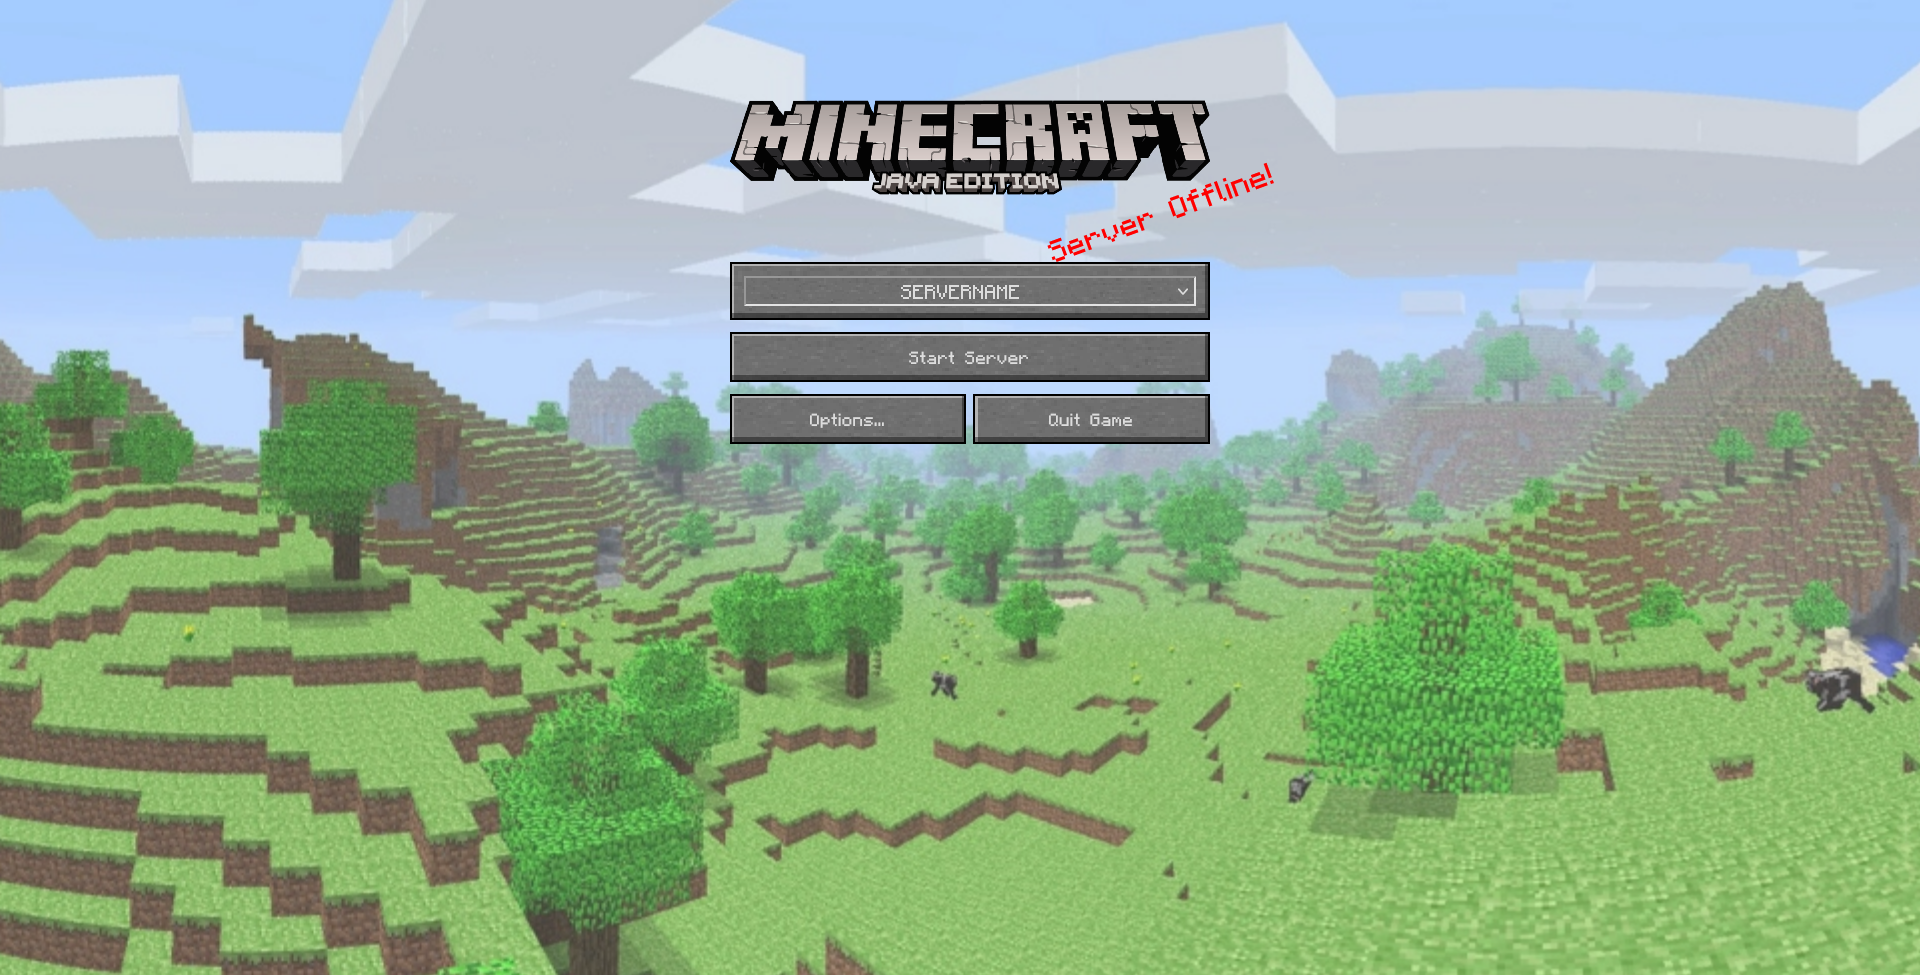 MINECRAFT
JAVA EDITION
Server Offline!
SERVERNAME
Start Server
Options...
Quit Game